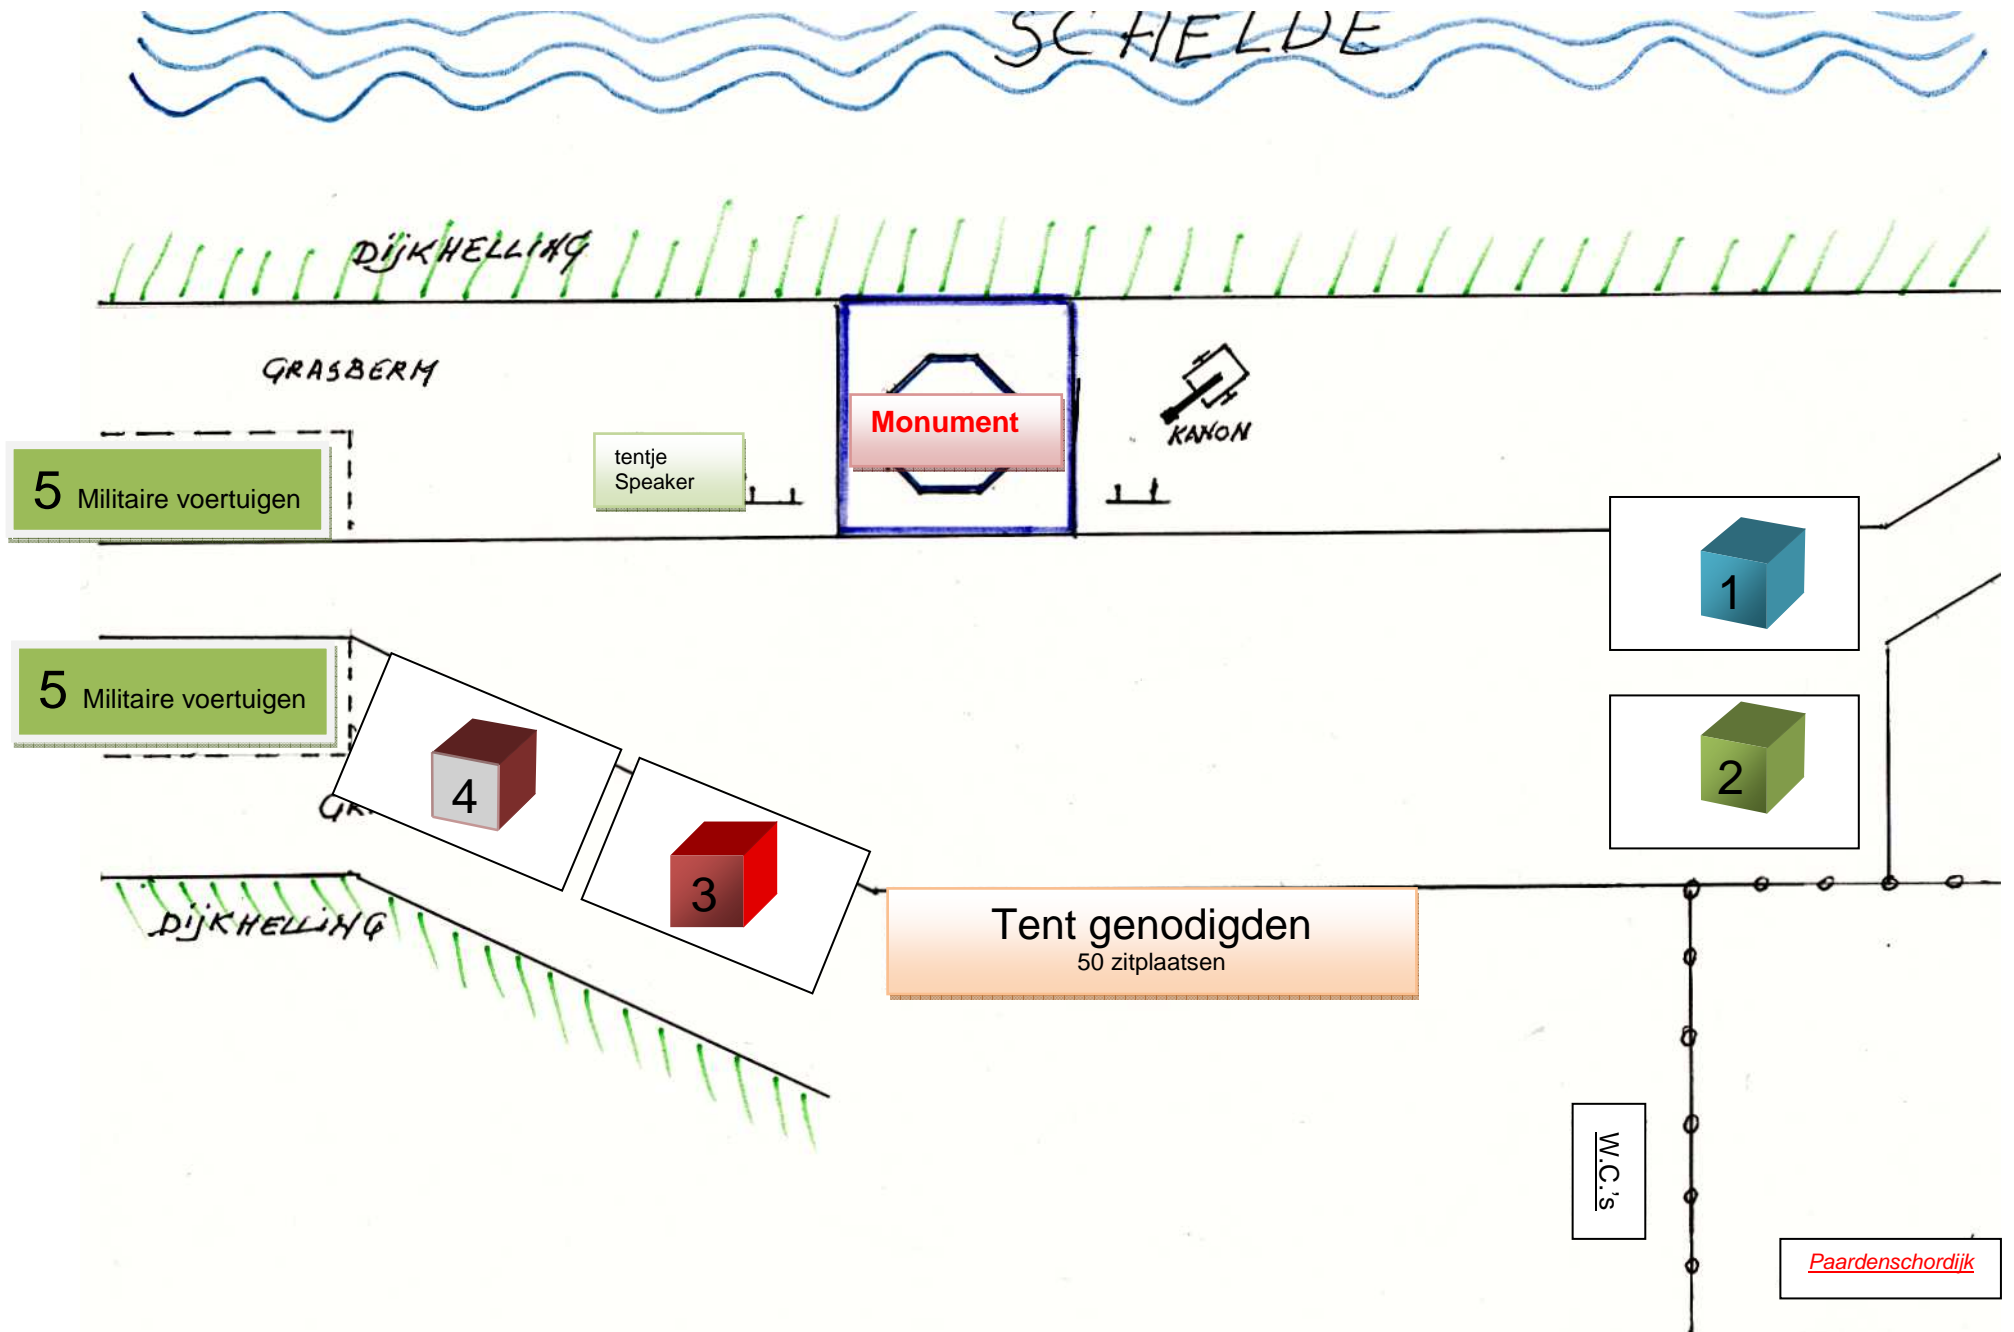 SCHELDE
DIJKHELLING
GRASBERM
Monument
KANON
tentje
Speaker
5 Militaire voertuigen
1
5 Militaire voertuigen
2
4
3
DIJKHELLING
Tent genodigden
50 zitplaatsen
W.C.'s
Paardenschordijk